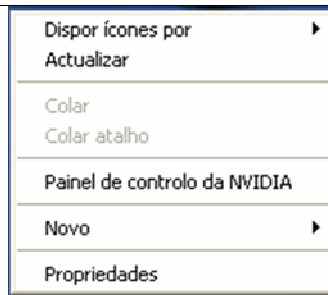 Dispor ícones por
Actualizar
Colar
Colar atalho
Painel de controlo da NVIDIA
Novo
Propriedades